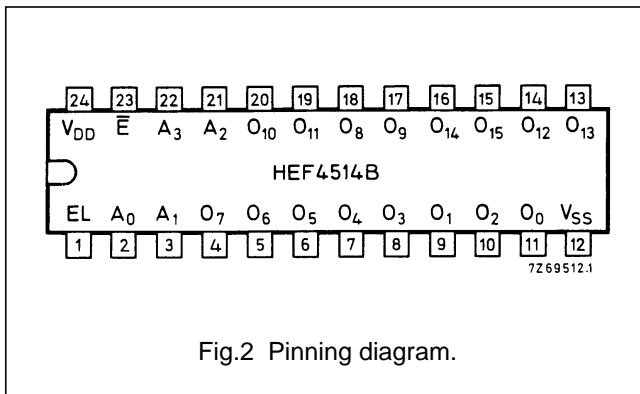 24 23 22 21 20 19 18 17 16 15 14 13
V_DD E̅ A₃ A₂ O₁₀ O₁₁ O₈ O₉ O₁₄ O₁₅ O₁₂ O₁₃
HEF4514B
EL A₀ A₁ O₇ O₆ O₅ O₄ O₃ O₁ O₂ O₀ V_SS
1 2 3 4 5 6 7 8 9 10 11 12
7Z69512.1
Fig.2 Pinning diagram.